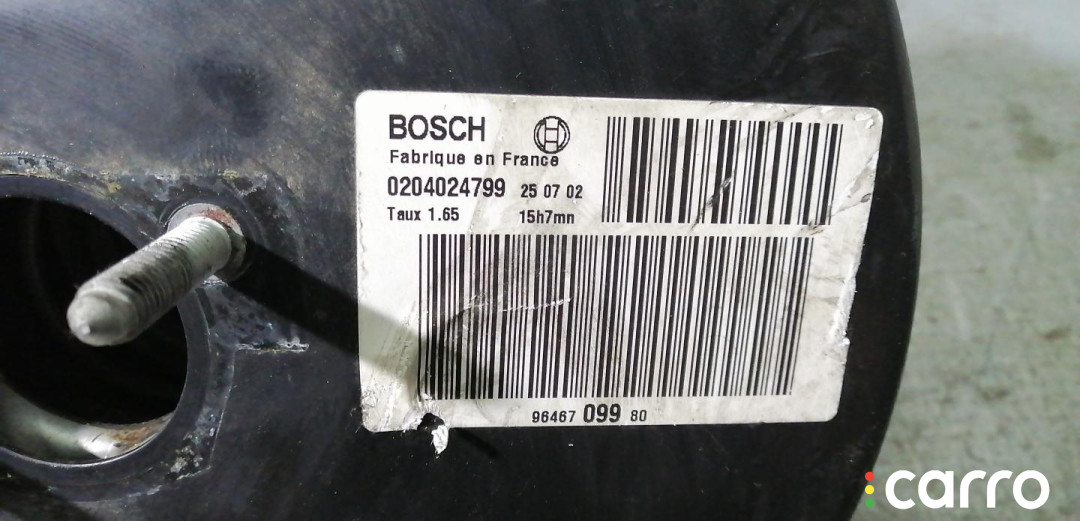 BOSCH
Fabrique en France
0204024799 25 07 02
Taux 1.65 15h7mn
96467 099 80
carro